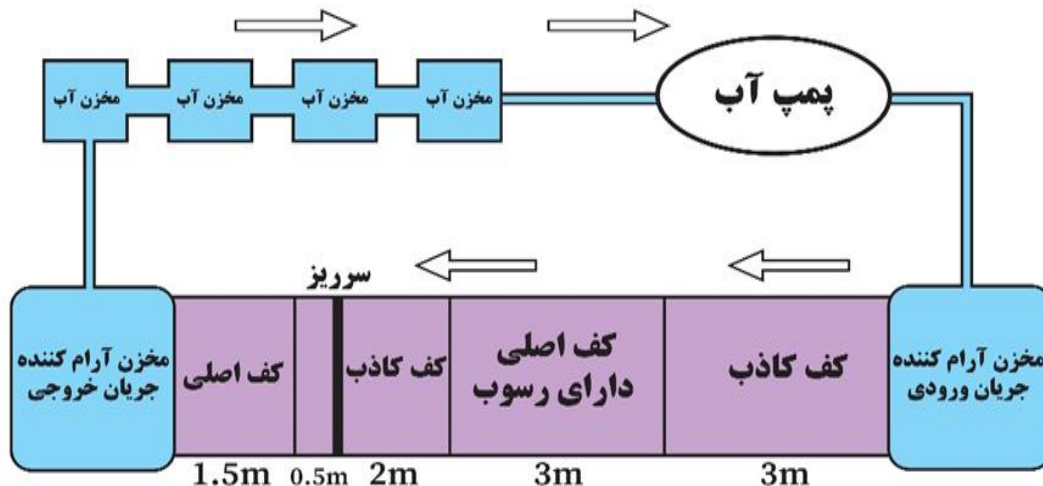 مخزن آب
مخزن آب
مخزن آب
مخزن آب
پمپ آب
سرریز
مخزن آرام کننده
جریان خروجی
کف اصلی
کف کاذب
کف اصلی
دارای رسوب
کف کاذب
مخزن آرام کننده
جریان ورودی
1.5m
0.5m
2m
3m
3m